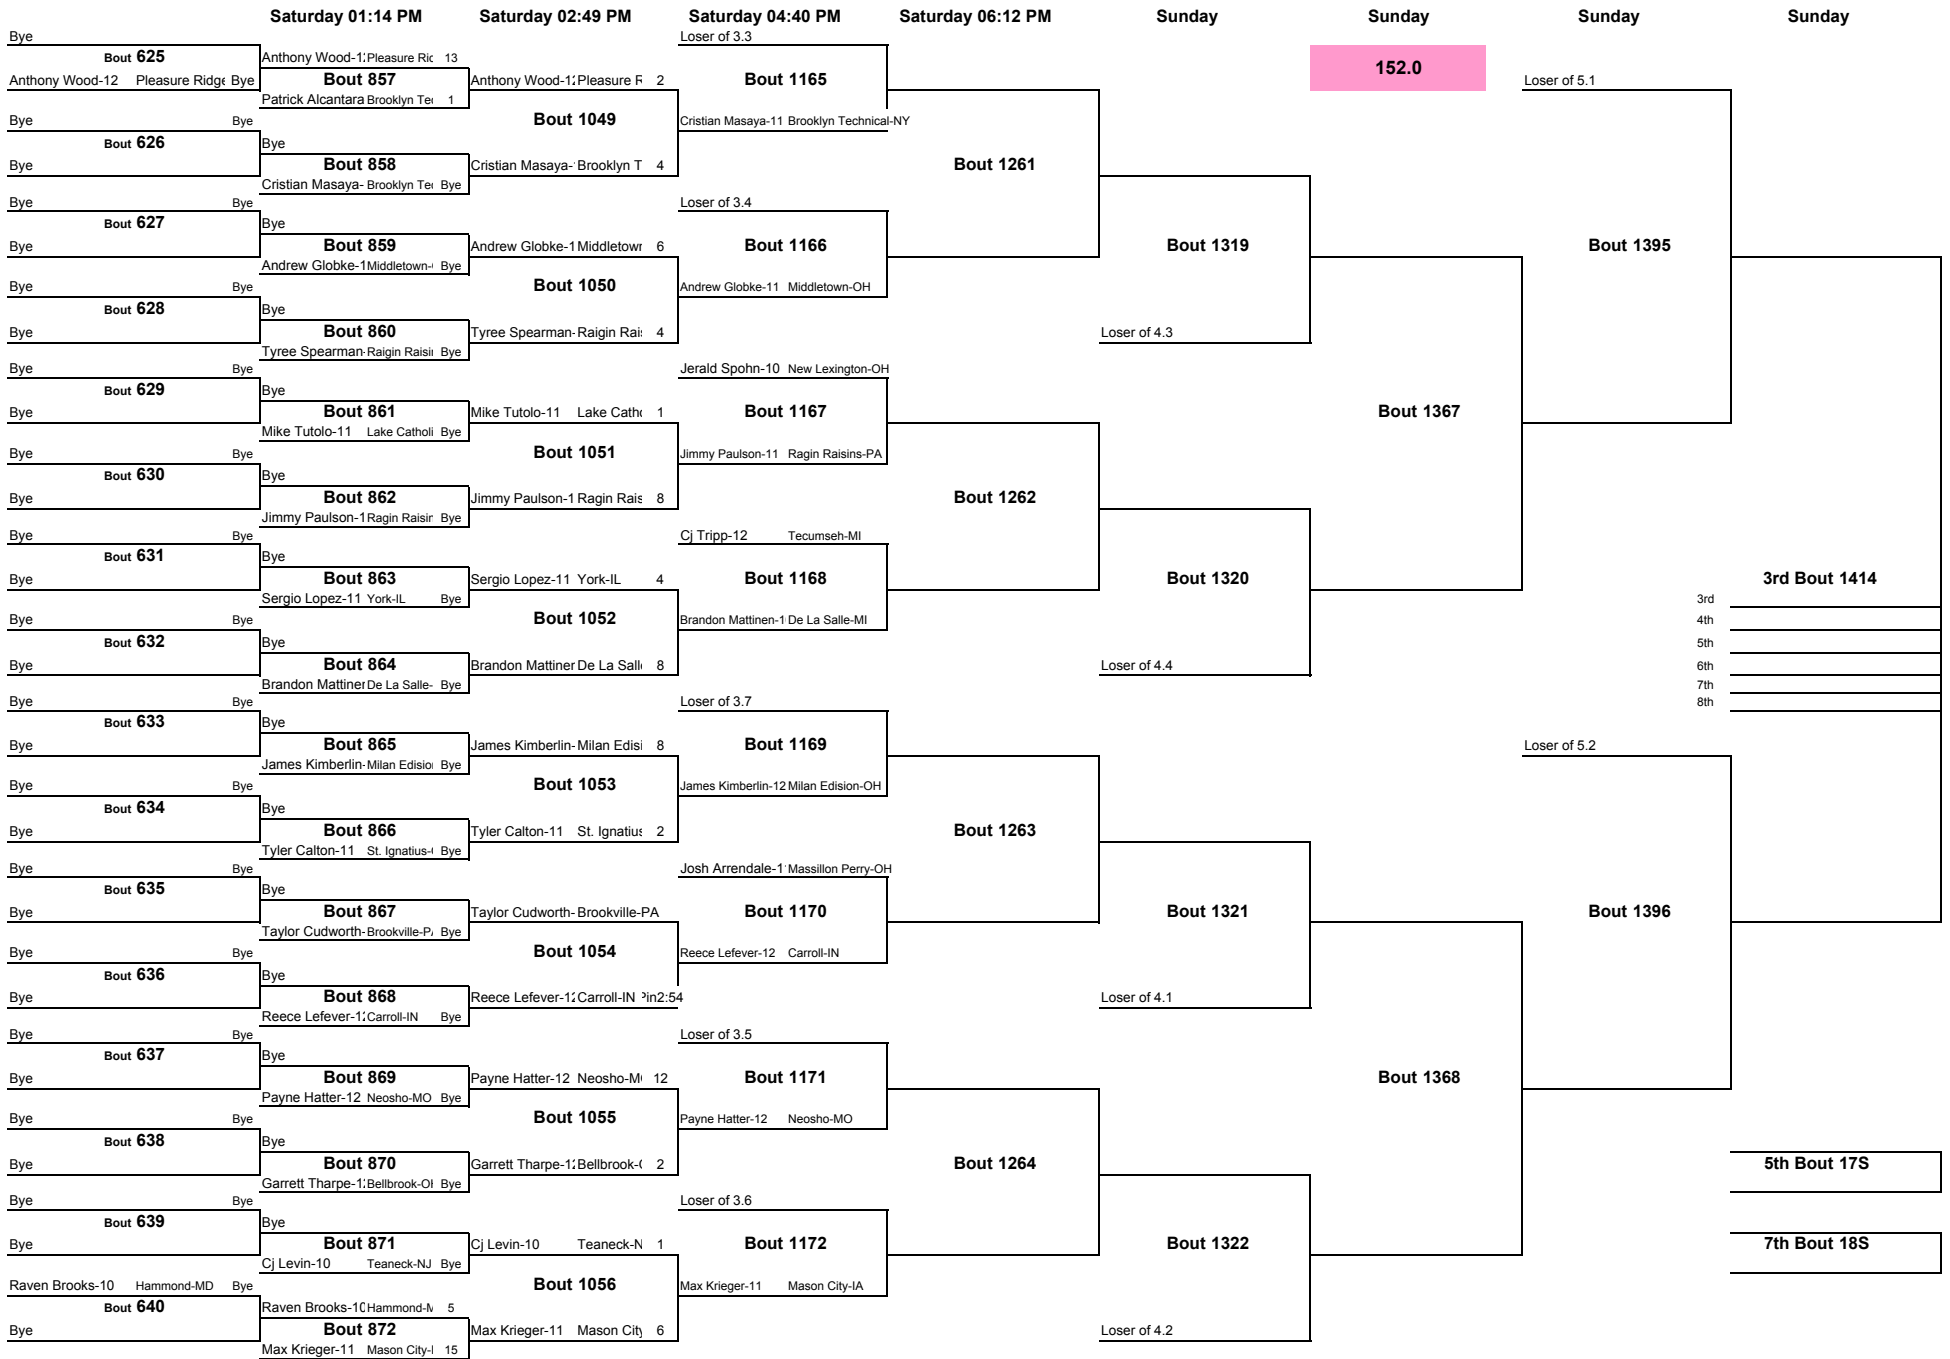 Saturday 01:14 PM Saturday 02:49 PM Saturday 04:40 PM Saturday 06:12 PM Sunday Sunday Sunday Sunday
Bye Loser of 3.3
Bout 625 Anthony Wood-12 Pleasure Ric 13 152.0
Anthony Wood-12 Pleasure Ridge Bye Bout 857 Anthony Wood-12 Pleasure R 2 Bout 1165 Loser of 5.1
Patrick Alcantara Brooklyn Tec 1
Bye Bye Bout 1049 Cristian Masaya-11 Brooklyn Technical-NY
Bout 626 Bye
Bye Bout 858 Cristian Masaya- Brooklyn T 4 Bout 1261
Cristian Masaya- Brooklyn Tec Bye
Bye Bye Loser of 3.4
Bout 627 Bye
Bye Bout 859 Andrew Globke-1 Middletown 6 Bout 1166 Bout 1319 Bout 1395
Andrew Globke-1 Middletown- Bye
Bye Bye Bout 1050 Andrew Globke-11 Middletown-OH
Bout 628 Bye
Bye Bout 860 Tyree Spearman- Raigin Rais 4 Loser of 4.3
Tyree Spearman- Raigin Raisin Bye
Bye Bye Jerald Spohn-10 New Lexington-OH
Bout 629 Bye
Bye Bout 861 Mike Tutolo-11 Lake Catho 1 Bout 1167 Bout 1367
Mike Tutolo-11 Lake Catholi Bye
Bye Bye Bout 1051 Jimmy Paulson-11 Ragin Raisins-PA
Bout 630 Bye
Bye Bout 862 Jimmy Paulson-1 Ragin Rais 8 Bout 1262
Jimmy Paulson-1 Ragin Raisin Bye
Bye Bye Cj Tripp-12 Tecumseh-MI
Bout 631 Bye
Bye Bout 863 Sergio Lopez-11 York-IL 4 Bout 1168 Bout 1320 3rd Bout 1414
Sergio Lopez-11 York-IL Bye 3rd
Bye Bye Bout 1052 Brandon Mattinen-1 De La Salle-MI 4th
Bout 632 Bye 5th
Bye Bout 864 Brandon Mattinen De La Salle 8 Loser of 4.4 6th
Brandon Mattinen De La Salle- Bye 7th
Bye Bye Loser of 3.7 8th
Bout 633 Bye
Bye Bout 865 James Kimberlin- Milan Edisi 8 Bout 1169 Loser of 5.2
James Kimberlin- Milan Edision Bye
Bye Bye Bout 1053 James Kimberlin-12 Milan Edision-OH
Bout 634 Bye
Bye Bout 866 Tyler Calton-11 St. Ignatius 2 Bout 1263
Tyler Calton-11 St. Ignatius- Bye
Bye Bye Josh Arrendale-1 Massillon Perry-OH
Bout 635 Bye
Bye Bout 867 Taylor Cudworth- Brookville-PA Bout 1170 Bout 1321 Bout 1396
Taylor Cudworth- Brookville-PA Bye
Bye Bye Bout 1054 Reece Lefever-12 Carroll-IN
Bout 636 Bye
Bye Bout 868 Reece Lefever-12 Carroll-IN Pin2:54 Loser of 4.1
Reece Lefever-12 Carroll-IN Bye
Bye Bye Loser of 3.5
Bout 637 Bye
Bye Bout 869 Payne Hatter-12 Neosho-MO 12 Bout 1171 Bout 1368
Payne Hatter-12 Neosho-MO Bye
Bye Bye Bout 1055 Payne Hatter-12 Neosho-MO
Bout 638 Bye
Bye Bout 870 Garrett Tharpe-12 Bellbrook-O 2 Bout 1264 5th Bout 17S
Garrett Tharpe-12 Bellbrook-OH Bye
Bye Bye Loser of 3.6
Bout 639 Bye
Bye Bout 871 Cj Levin-10 Teaneck-N 1 Bout 1172 Bout 1322 7th Bout 18S
Cj Levin-10 Teaneck-NJ Bye
Raven Brooks-10 Hammond-MD Bye Bout 1056 Max Krieger-11 Mason City-IA
Bout 640 Raven Brooks-10 Hammond-M 5
Bye Bout 872 Max Krieger-11 Mason City 6 Loser of 4.2
Max Krieger-11 Mason City-I 15